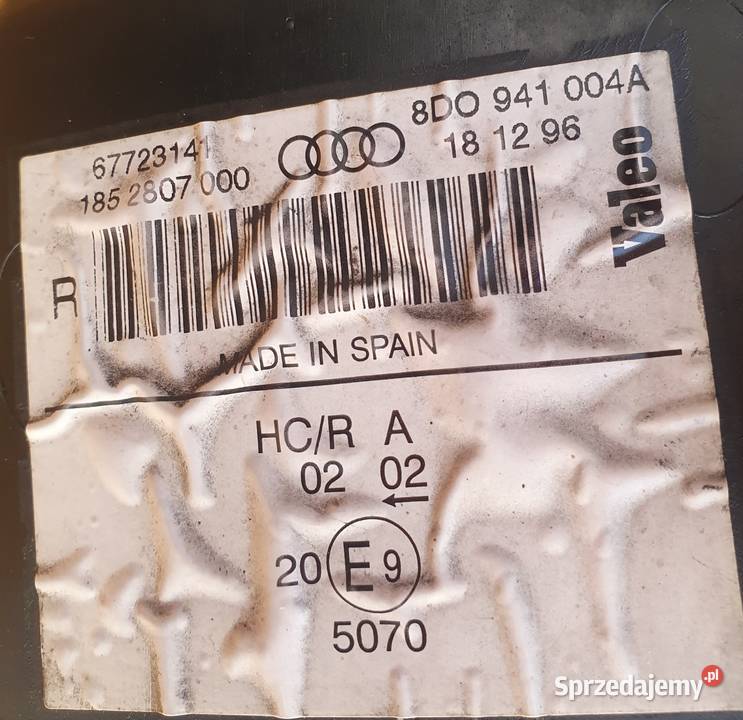 67723141
8D0 941 004A
185 2807 000
18 12 96
Valeo
R
MADE IN SPAIN
HC/R A
02 02
←
20 E 9
5070
Sprzedajemy.pl